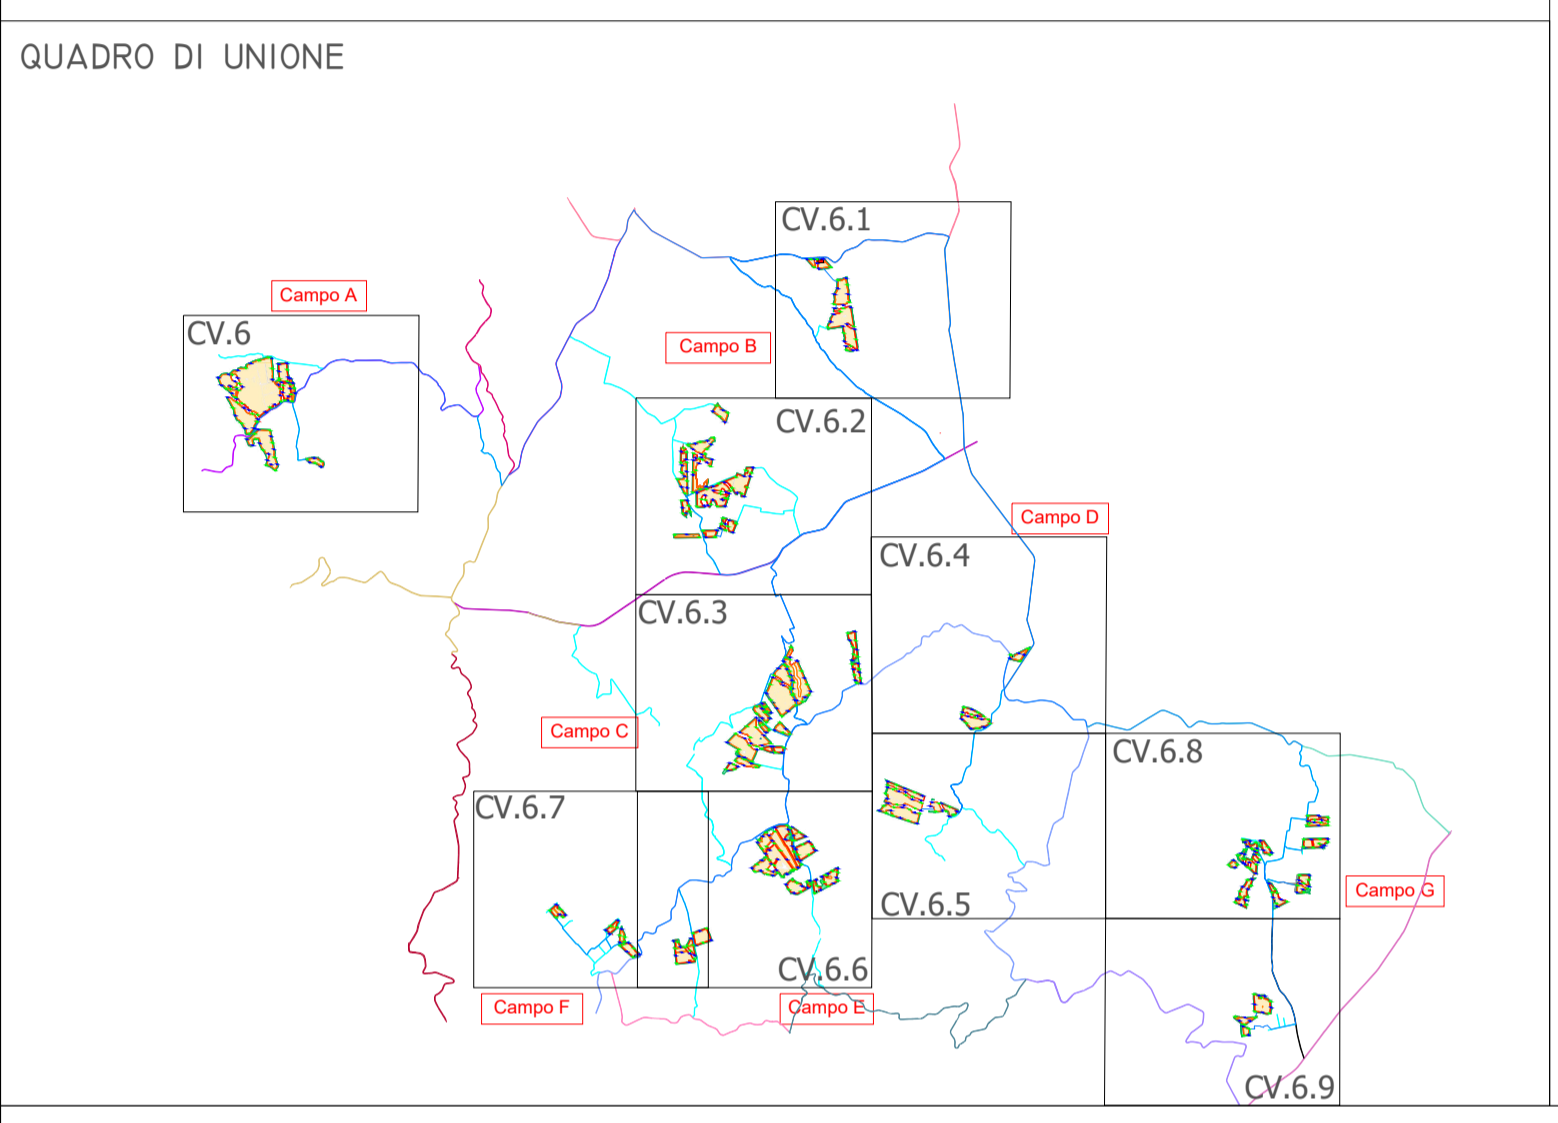 QUADRO DI UNIONE
CV.6.1
Campo A
CV.6
Campo B
CV.6.2
Campo D
CV.6.4
CV.6.3
Campo C
CV.6.8
CV.6.7
Campo G
CV.6.5
CV.6.6
Campo F
Campo E
CV.6.9